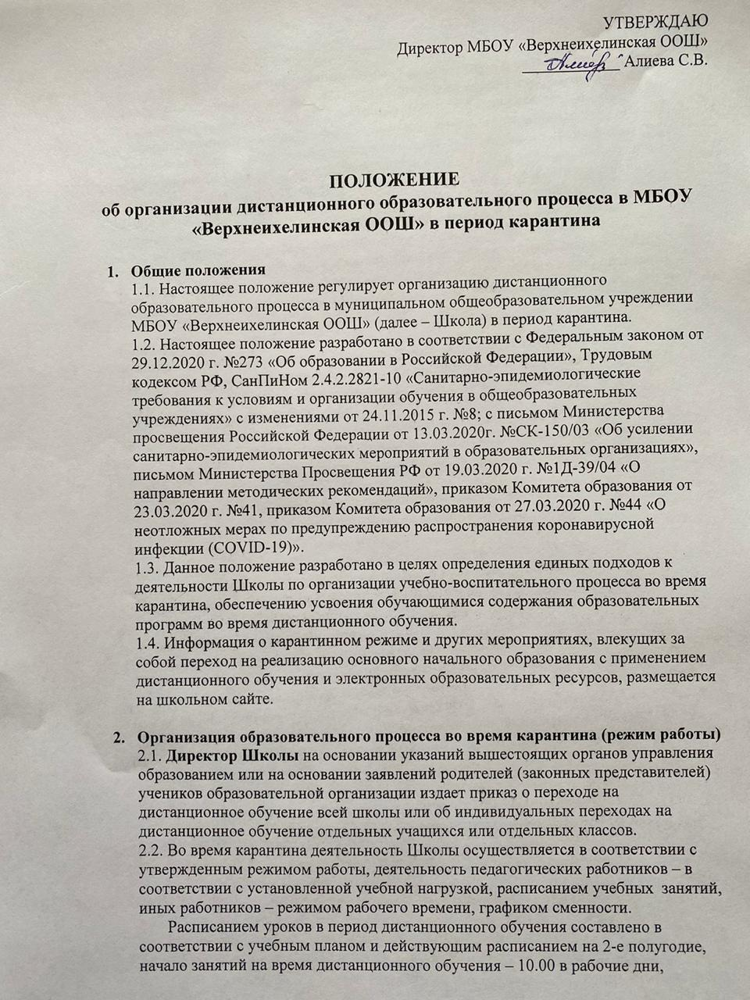 УТВЕРЖДАЮ
Директор МБОУ «Верхнеихелинская ООШ»
Алиева С.В.
ПОЛОЖЕНИЕ
об организации дистанционного образовательного процесса в МБОУ
«Верхнеихелинская ООШ» в период карантина
1. Общие положения
1.1. Настоящее положение регулирует организацию дистанционного
образовательного процесса в муниципальном общеобразовательном учреждении
МБОУ «Верхнеихелинская ООШ» (далее – Школа) в период карантина.
1.2. Настоящее положение разработано в соответствии с Федеральным законом от
29.12.2020 г. №273 «Об образовании в Российской Федерации», Трудовым
кодексом РФ, СанПиНом 2.4.2.2821-10 «Санитарно-эпидемиологические
требования к условиям и организации обучения в общеобразовательных
учреждениях» с изменениями от 24.11.2015 г. №8; с письмом Министерства
просвещения Российской Федерации от 13.03.2020г. №СК-150/03 «Об усилении
санитарно-эпидемиологических мероприятий в образовательных организациях»,
письмом Министерства Просвещения РФ от 19.03.2020 г. №1Д-39/04 «О
направлении методических рекомендаций», приказом Комитета образования от
23.03.2020 г. №41, приказом Комитета образования от 27.03.2020 г. №44 «О
неотложных мерах по предупреждению распространения коронавирусной
инфекции (COVID-19)».
1.3. Данное положение разработано в целях определения единых подходов к
деятельности Школы по организации учебно-воспитательного процесса во время
карантина, обеспечению усвоения обучающимися содержания образовательных
программ во время дистанционного обучения.
1.4. Информация о карантинном режиме и других мероприятиях, влекущих за
собой переход на реализацию основного начального образования с применением
дистанционного обучения и электронных образовательных ресурсов, размещается
на школьном сайте.
2. Организация образовательного процесса во время карантина (режим работы)
2.1. Директор Школы на основании указаний вышестоящих органов управления
образованием или на основании заявлений родителей (законных представителей)
учеников образовательной организации издает приказ о переходе на
дистанционное обучение всей школы или об индивидуальных переходах на
дистанционное обучение отдельных учащихся или отдельных классов.
2.2. Во время карантина деятельность Школы осуществляется в соответствии с
утвержденным режимом работы, деятельность педагогических работников – в
соответствии с установленной учебной нагрузкой, расписанием учебных занятий,
иных работников – режимом рабочего времени, графиком сменности.
Расписанием уроков в период дистанционного обучения составлено в
соответствии с учебным планом и действующим расписанием на 2-е полугодие,
начало занятий на время дистанционного обучения – 10.00 в рабочие дни,